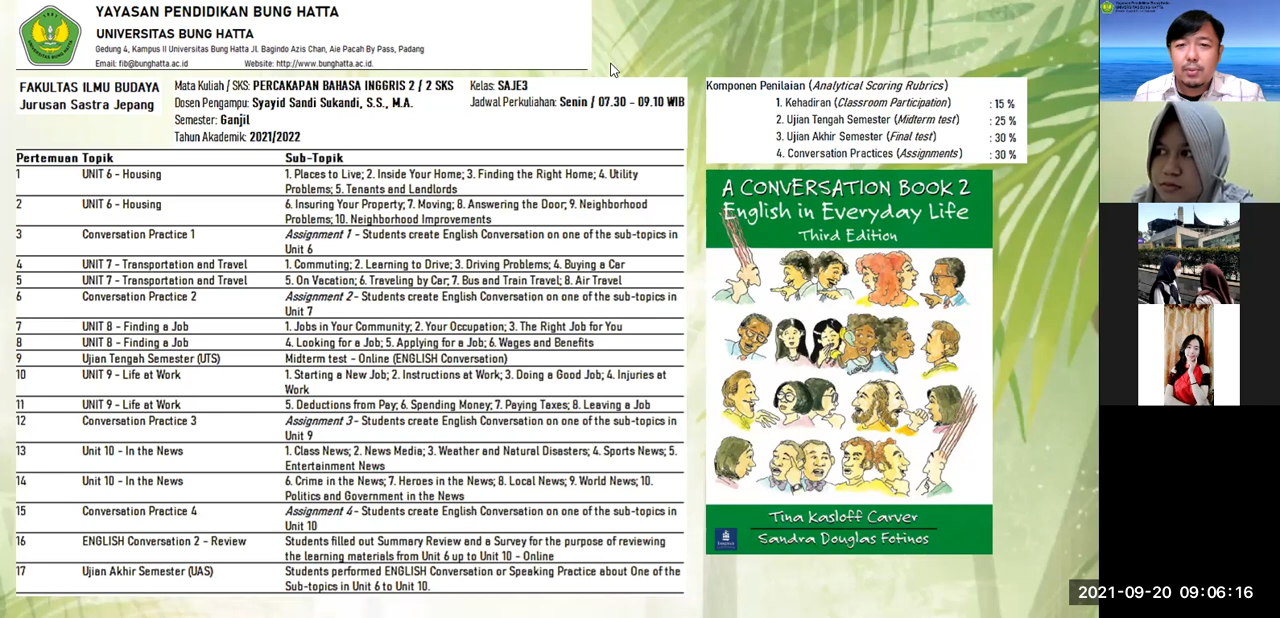 YAYASAN PENDIDIKAN BUNG HATTA
UNIVERSITAS BUNG HATTA
Gedung 4, Kampus II Universitas Bung Hatta Jl. Bagindo Azis Chan, Aie Pacah By Pass, Padang
Email: fib@bunghatta.ac.id Website: http://www.bunghatta.ac.id.
FAKULTAS ILMU BUDAYA
Jurusan Sastra Jepang
Mata Kuliah / SKS: PERCAKAPAN BAHASA INGGRIS 2 / 2 SKS
Dosen Pengampu: Syayid Sandi Sukandi, S.S., M.A.
Semester: Ganjil
Tahun Akademik: 2021/2022
Kelas: SAJE3
Jadwal Perkuliahan: Senin / 07.30 – 09.10 WIB
Pertemuan Topik Sub-Topik
1 UNIT 6 - Housing 1. Places to Live; 2. Inside Your Home; 3. Finding the Right Home; 4. Utility
Problems; 5. Tenants and Landlords
2 UNIT 6 - Housing 6. Insuring Your Property; 7. Moving; 8. Answering the Door; 9. Neighborhood
Problems; 10. Neighborhood Improvements
3 Conversation Practice 1 Assignment 1 - Students create English Conversation on one of the sub-topics in
Unit 6
4 UNIT 7 - Transportation and Travel 1. Commuting; 2. Learning to Drive; 3. Driving Problems; 4. Buying a Car
5 UNIT 7 - Transportation and Travel 5. On Vacation; 6. Traveling by Car; 7. Bus and Train Travel; 8. Air Travel
6 Conversation Practice 2 Assignment 2 - Students create English Conversation on one of the sub-topics in
Unit 7
7 UNIT 8 - Finding a Job 1. Jobs in Your Community; 2. Your Occupation; 3. The Right Job for You
8 UNIT 8 - Finding a Job 4. Looking for a Job; 5. Applying for a Job; 6. Wages and Benefits
9 Ujian Tengah Semester (UTS) Midterm test - Online (ENGLISH Conversation)
10 UNIT 9 - Life at Work 1. Starting a New Job; 2. Instructions at Work; 3. Doing a Good Job; 4. Injuries at
Work
11 UNIT 9 - Life at Work 5. Deductions from Pay; 6. Spending Money; 7. Paying Taxes; 8. Leaving a Job
12 Conversation Practice 3 Assignment 3 - Students create English Conversation on one of the sub-topics in
Unit 9
13 Unit 10 - In the News 1. Class News; 2. News Media; 3. Weather and Natural Disasters; 4. Sports News; 5.
Entertainment News
14 Unit 10 - In the News 6. Crime in the News; 7. Heroes in the News; 8. Local News; 9. World News; 10.
Politics and Government in the News
15 Conversation Practice 4 Assignment 4 - Students create English Conversation on one of the sub-topics in
Unit 10
16 ENGLISH Conversation 2 - Review Students filled out Summary Review and a Survey for the purpose of reviewing
the learning materials from Unit 6 up to Unit 10 - Online
17 Ujian Akhir Semester (UAS) Students performed ENGLISH Conversation or Speaking Practice about One of the
Sub-topics in Unit 6 to Unit 10.
Komponen Penilaian (Analytical Scoring Rubrics)
1. Kehadiran (Classroom Participation) : 15 %
2. Ujian Tengah Semester (Midterm test) : 25 %
3. Ujian Akhir Semester (Final test) : 30 %
4. Conversation Practices (Assignments) : 30 %
A CONVERSATION BOOK 2
English in Everyday Life
Third Edition
Tina Kasloff Carver
Sandra Douglas Fotinos
2021-09-20 09:06:16